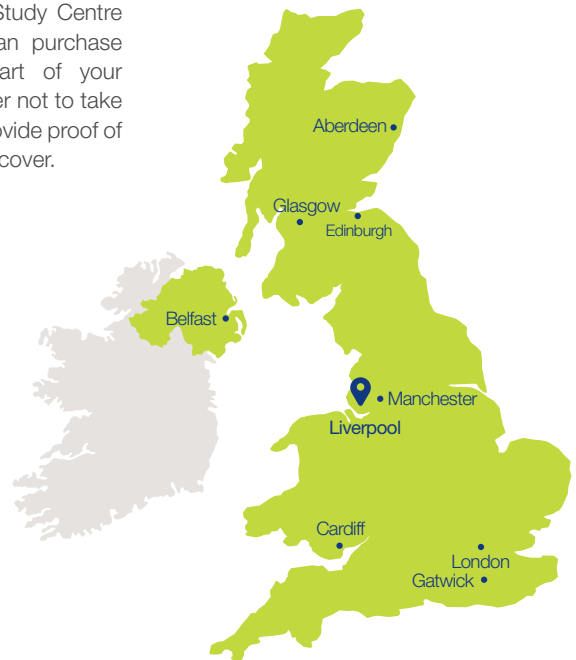 Study Centre
an purchase
art of your
er not to take
ovide proof of
cover.
Aberdeen
Glasgow
Edinburgh
Belfast
Manchester
Liverpool
Cardiff
London
Gatwick